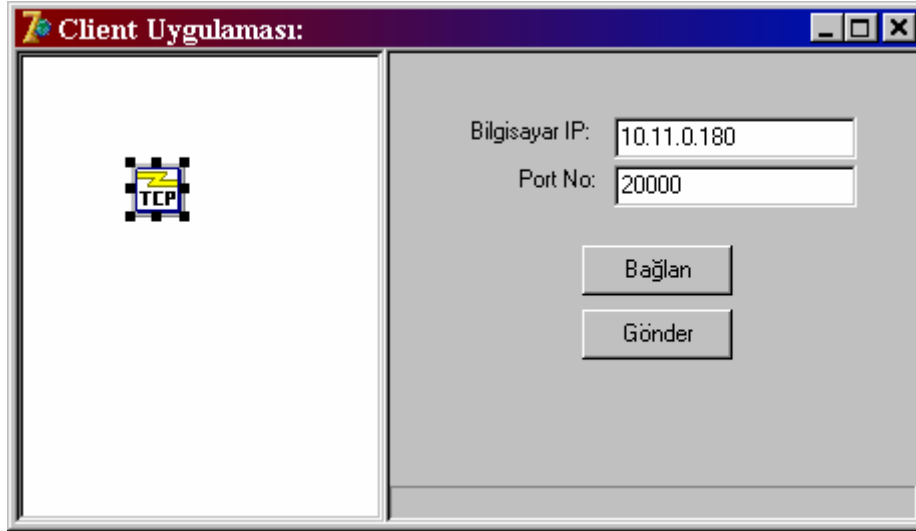 Client Uygulaması:
TCP
Bilgisayar IP: 10.11.0.180
Port No: 20000
Bağlan
Gönder